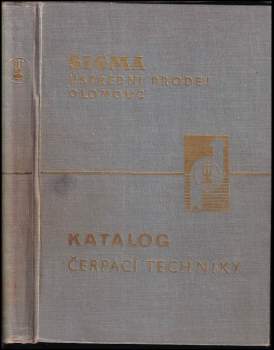 SIGMA
ÚSTŘEDNÍ PRODEJ
OLOMOUC
KATALOG
ČERPACÍ TECHNIKY